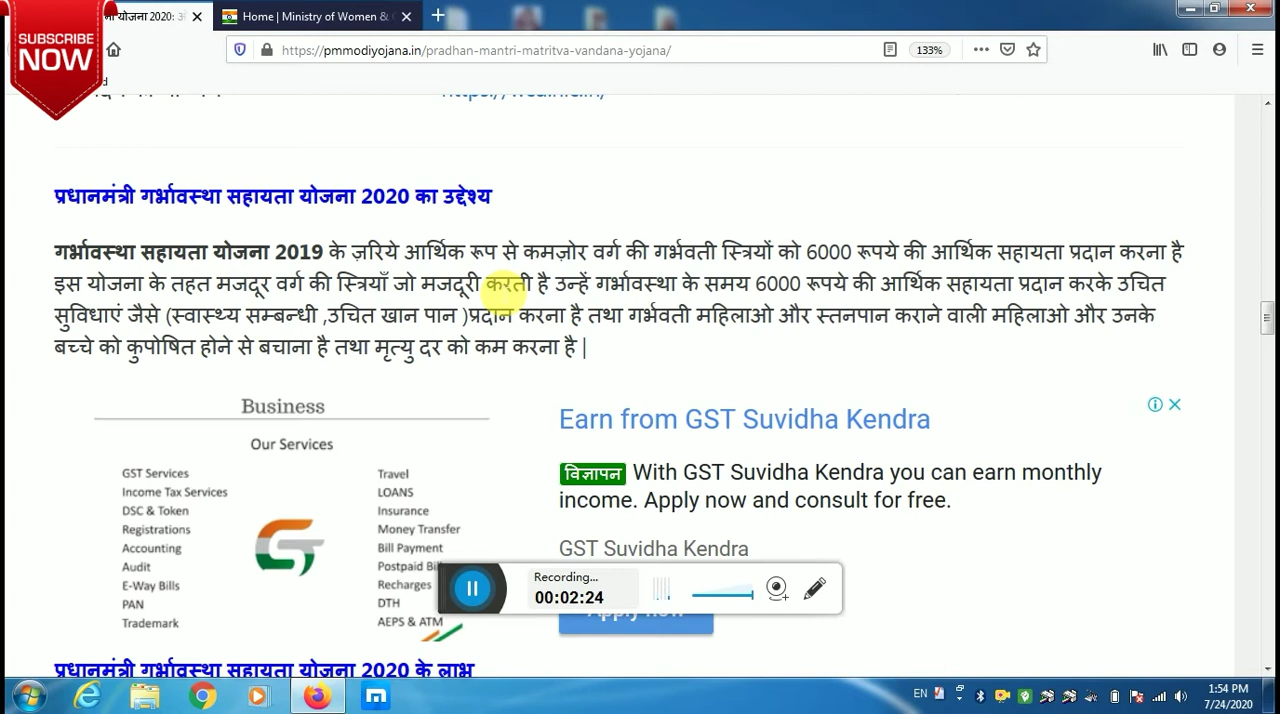 SUBSCRIBE
NOW
योजना 2020:
Home | Ministry of Women &
https://pmmodiyojana.in/pradhan-mantri-matritva-vandana-yojana/
133%
प्रधानमंत्री गर्भावस्था सहायता योजना 2020 का उद्देश्य
गर्भावस्था सहायता योजना 2019 के ज़रिये आर्थिक रूप से कमज़ोर वर्ग की गर्भवती स्त्रियों को 6000 रूपये की आर्थिक सहायता प्रदान करना है
इस योजना के तहत मजदूर वर्ग की स्त्रियाँ जो मजदूरी करती है उन्हें गर्भावस्था के समय 6000 रूपये की आर्थिक सहायता प्रदान करके उचित
सुविधाएं जैसे (स्वास्थ्य सम्बन्धी ,उचित खान पान )प्रदान करना है तथा गर्भवती महिलाओ और स्तनपान कराने वाली महिलाओ और उनके
बच्चे को कुपोषित होने से बचाना है तथा मृत्यु दर को कम करना है |
Business
Our Services
GST Services
Income Tax Services
DSC & Token
Registrations
Accounting
Audit
E-Way Bills
PAN
Trademark
Travel
LOANS
Insurance
Money Transfer
Bill Payment
Postpaid
Recharges
DTH
AEPS & ATM
Earn from GST Suvidha Kendra
विज्ञापन With GST Suvidha Kendra you can earn monthly
income. Apply now and consult for free.
GST Suvidha Kendra
Recording...
00:02:24
प्रधानमंत्री गर्भावस्था सहायता योजना 2020 के लाभ
EN
1:54 PM
7/24/2020